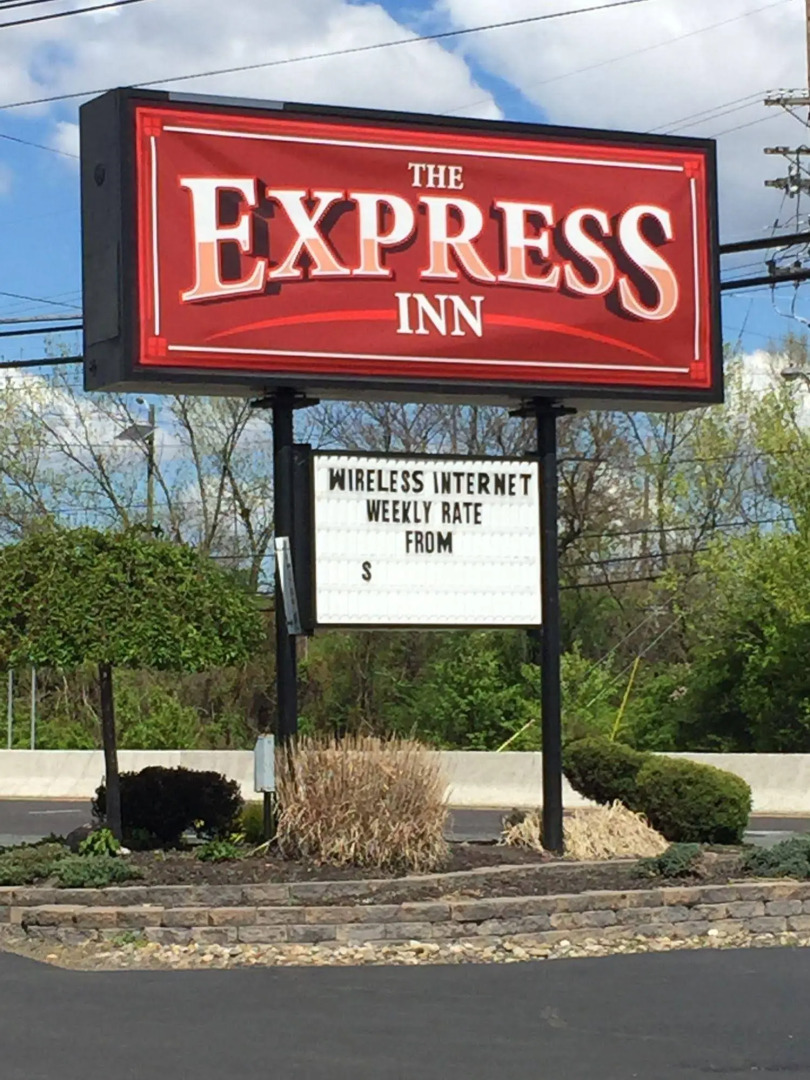 THE
EXPRESS
INN
WIRELESS INTERNET
WEEKLY RATE
FROM
$